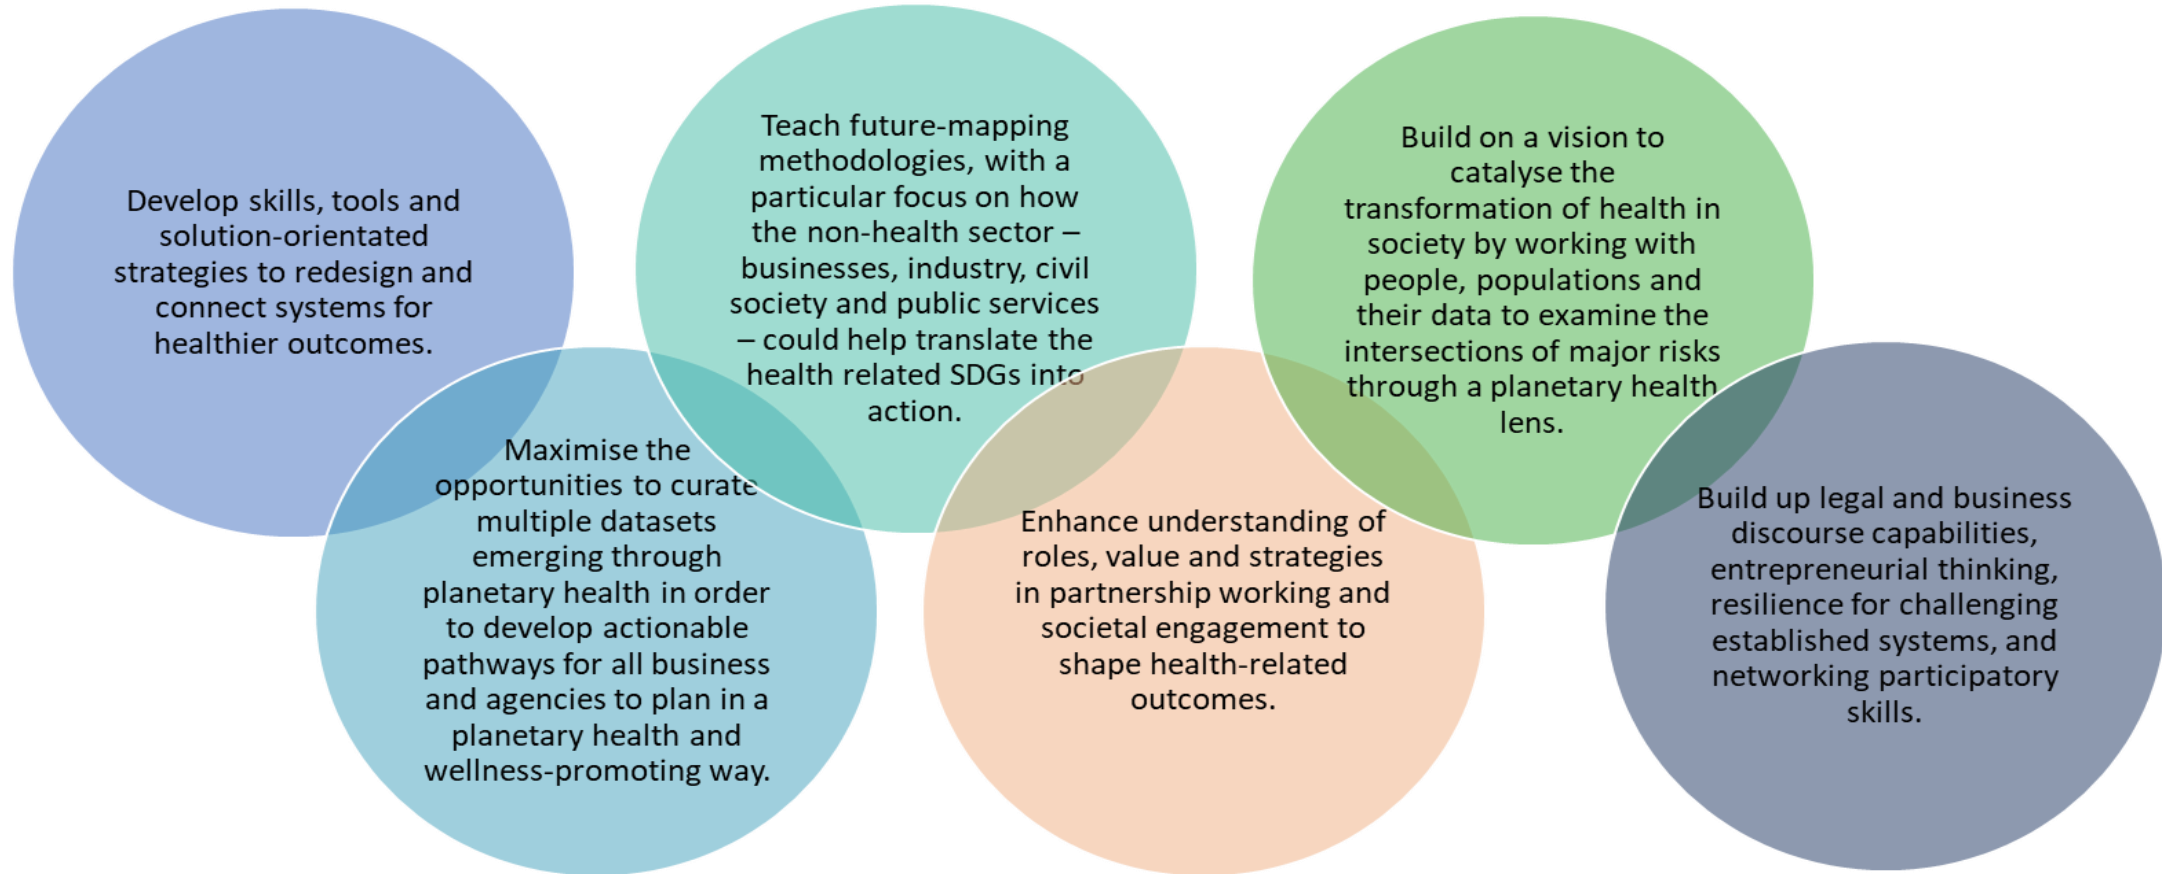 Develop skills, tools and
solution-orientated
strategies to redesign and
connect systems for
healthier outcomes.
Maximise the
opportunities to curate
multiple datasets
emerging through
planetary health in order
to develop actionable
pathways for all business
and agencies to plan in a
planetary health and
wellness-promoting way.
Teach future-mapping
methodologies, with a
particular focus on how
the non-health sector –
businesses, industry, civil
society and public services
– could help translate the
health related SDGs into
action.
Enhance understanding of
roles, value and strategies
in partnership working and
societal engagement to
shape health-related
outcomes.
Build on a vision to
catalyse the
transformation of health in
society by working with
people, populations and
their data to examine the
intersections of major risks
through a planetary health
lens.
Build up legal and business
discourse capabilities,
entrepreneurial thinking,
resilience for challenging
established systems, and
networking participatory
skills.